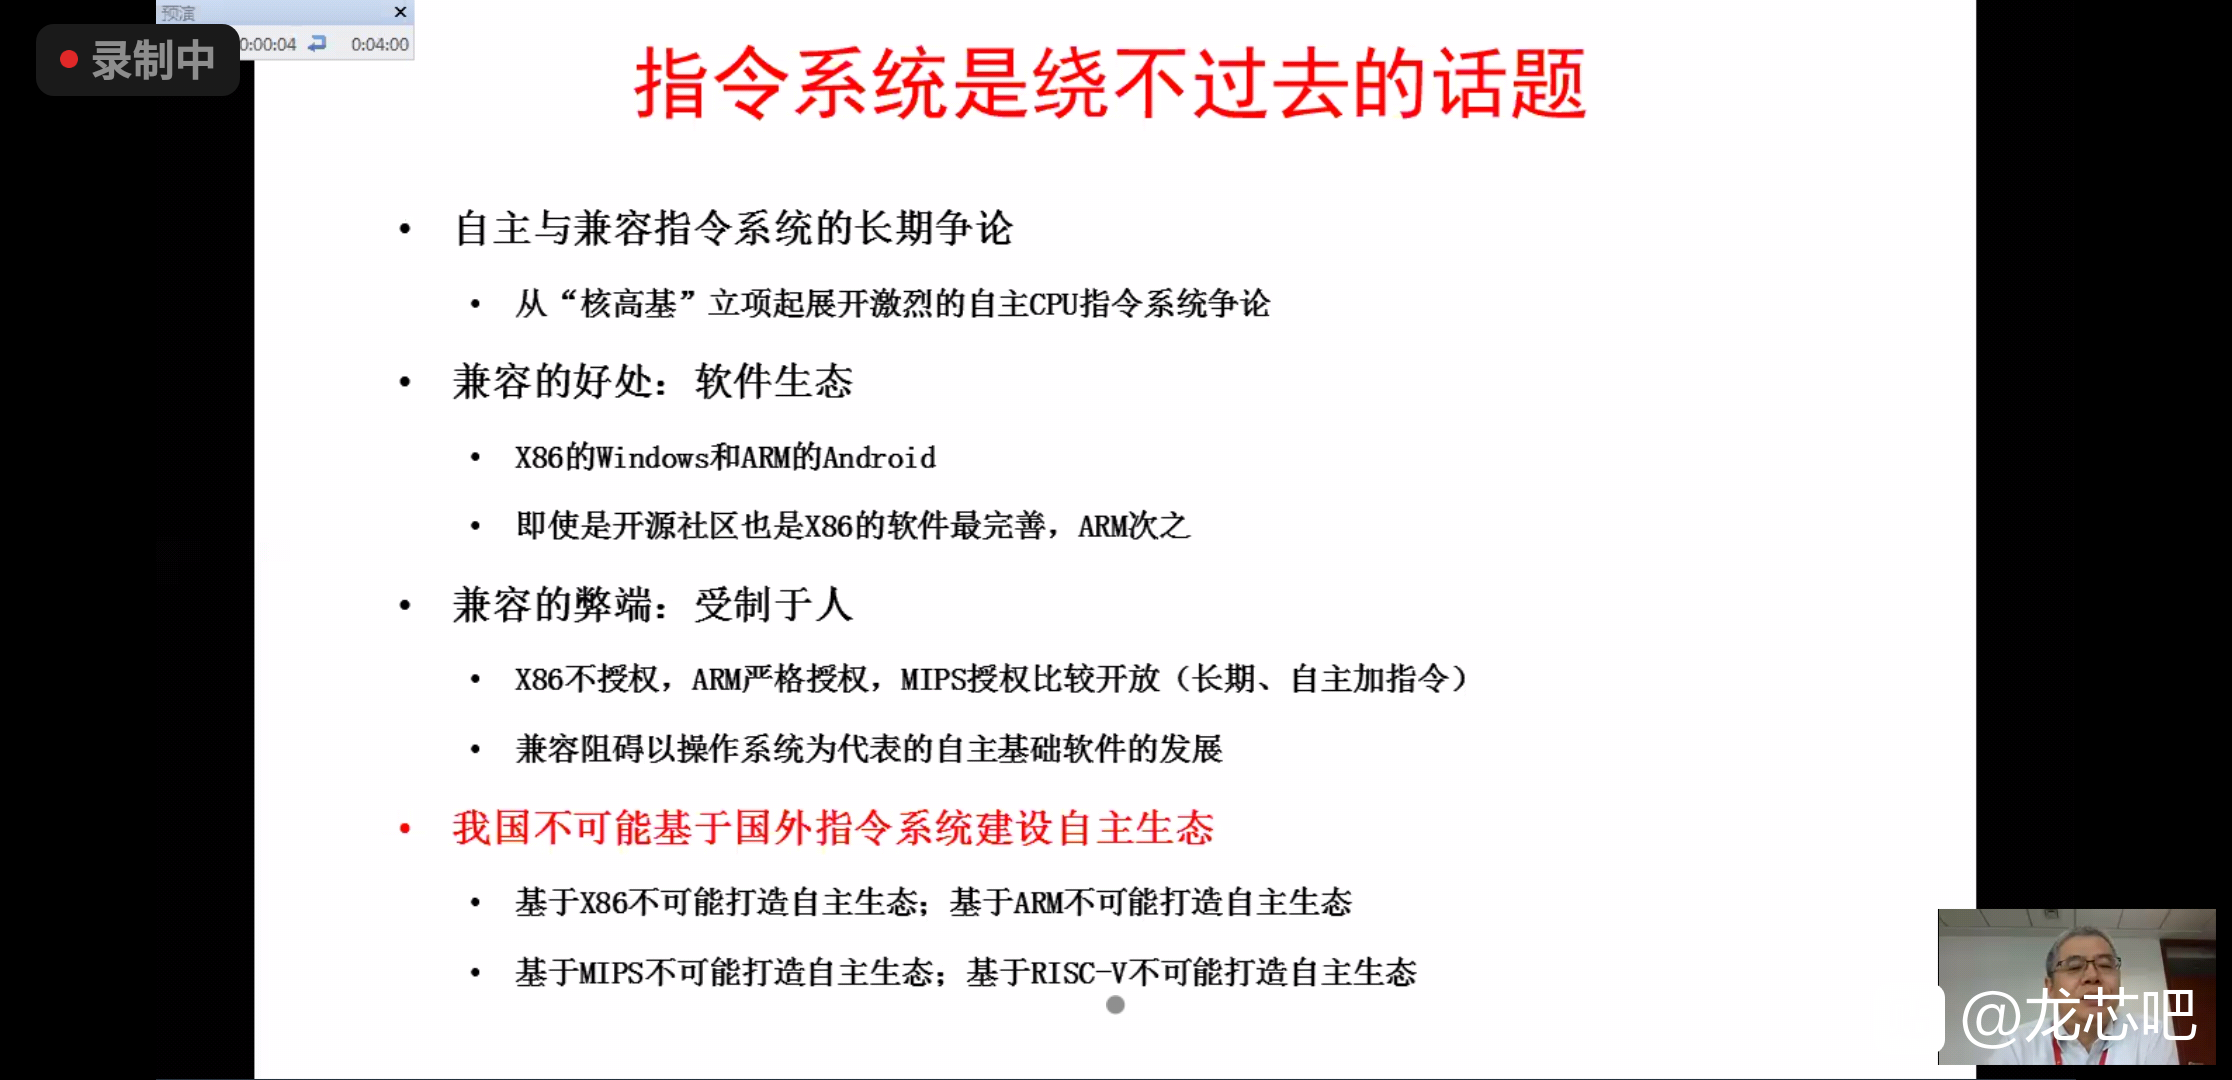 预演
录制中
0:00:04 0:04:00
指令系统是绕不过去的话题
• 自主与兼容指令系统的长期争论
• 从“核高基”立项起展开激烈的自主CPU指令系统争论
• 兼容的好处：软件生态
• X86的Windows和ARM的Android
• 即使是开源社区也是X86的软件最完善，ARM次之
• 兼容的弊端：受制于人
• X86不授权，ARM严格授权，MIPS授权比较开放（长期、自主加指令）
• 兼容阻碍以操作系统为代表的自主基础软件的发展
• 我国不可能基于国外指令系统建设自主生态
• 基于X86不可能打造自主生态；基于ARM不可能打造自主生态
• 基于MIPS不可能打造自主生态；基于RISC-V不可能打造自主生态
@龙芯吧